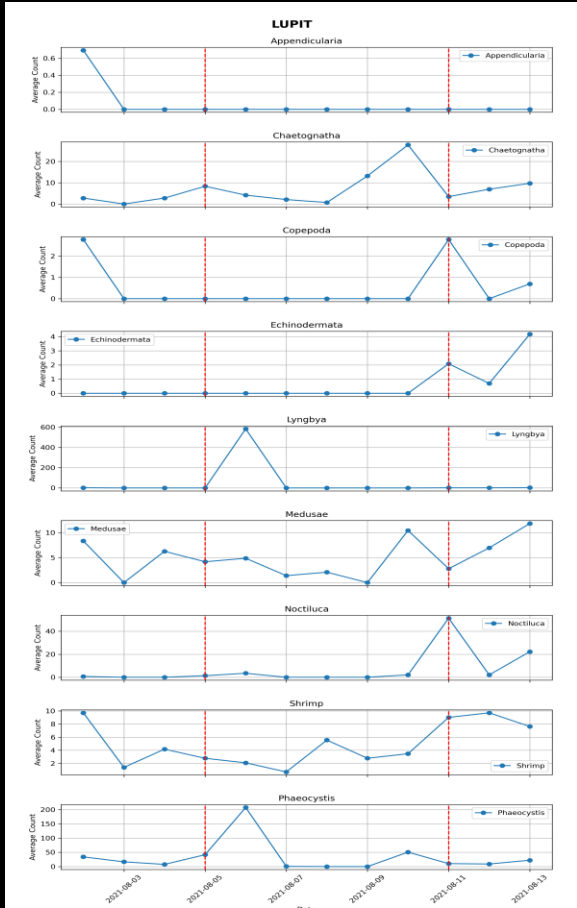 LUPIT
Appendicularia
Average Count
0.6
0.4
0.2
0.0
Appendicularia
Chaetognatha
Average Count
20
10
0
Chaetognatha
Copepoda
Average Count
2
1
0
Copepoda
Echinodermata
Average Count
4
3
2
1
0
Echinodermata
Lyngbya
Average Count
600
400
200
0
Lyngbya
Medusae
Average Count
10
5
0
Medusae
Noctiluca
Average Count
40
20
0
Noctiluca
Shrimp
Average Count
10
8
6
4
2
Shrimp
Phaeocystis
Average Count
200
150
100
50
0
Phaeocystis
2021-08-03
2021-08-05
2021-08-07
2021-08-09
2021-08-11
2021-08-13